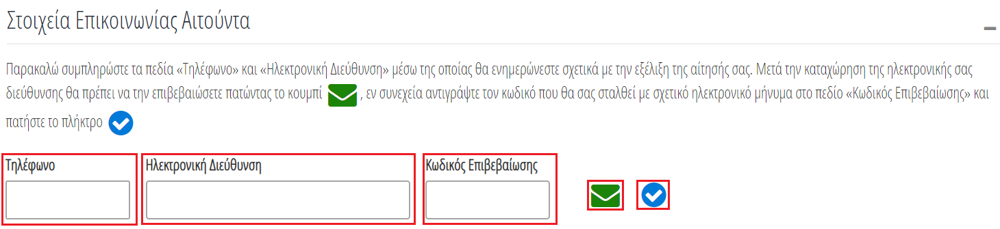 Στοιχεία Επικοινωνίας Αιτούντα
Παρακαλώ συμπληρώστε τα πεδία «Τηλέφωνο» και «Ηλεκτρονική Διεύθυνση» μέσω της οποίας θα ενημερώνεστε σχετικά με την εξέλιξη της αίτησής σας. Μετά την καταχώρηση της ηλεκτρονικής σας
διεύθυνσης θα πρέπει να την επιβεβαιώσετε πατώντας το κουμπί , εν συνεχεία αντιγράψτε τον κωδικό που θα σας σταλθεί με σχετικό ηλεκτρονικό μήνυμα στο πεδίο «Κωδικός Επιβεβαίωσης» και
πατήστε το πλήκτρο
Τηλέφωνο Ηλεκτρονική Διεύθυνση Κωδικός Επιβεβαίωσης